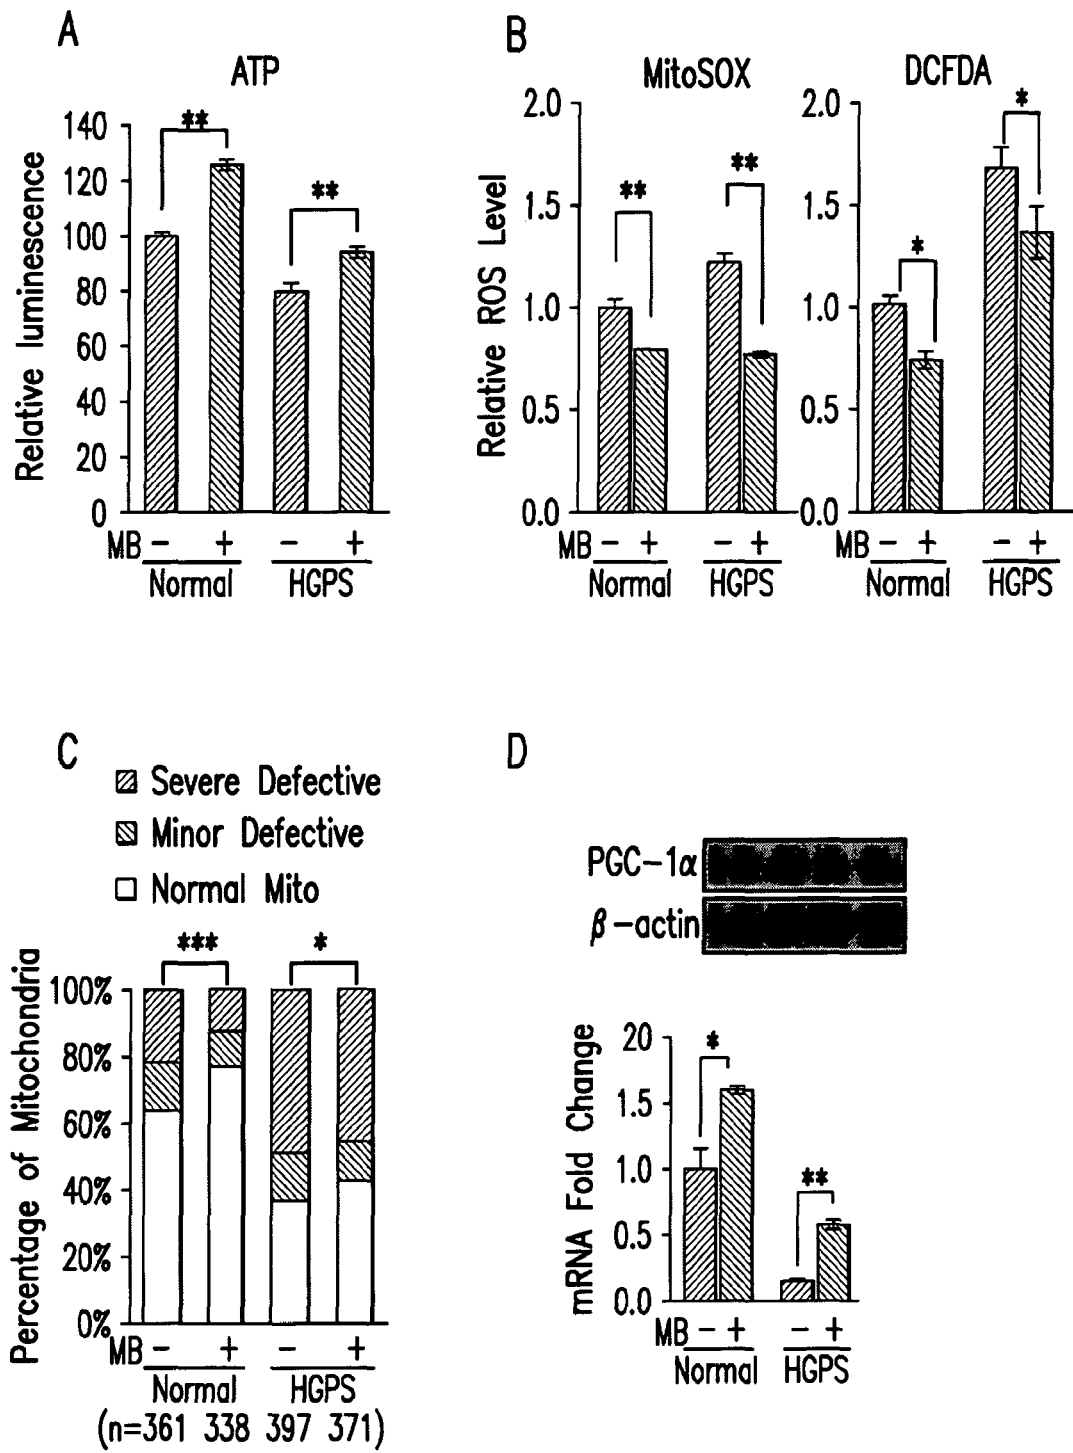 A
ATP
Relative luminescence
140
120
100
80
60
40
20
0
**
**
MB − + − +
Normal HGPS
B
MitoSOX
Relative ROS Level
2.0
1.5
1.0
0.5
0.0
**
**
MB − + − +
Normal HGPS
DCFDA
2.0
1.5
1.0
0.5
0.0
*
*
MB − + − +
Normal HGPS
C
Severe Defective
Minor Defective
Normal Mito
Percentage of Mitochondria
*** *
100%
80%
60%
40%
20%
0%
MB − + − +
Normal HGPS
(n=361 338 397 371)
D
PGC-1α
β-actin
mRNA Fold Change
20
1.5
1.0
0.5
0.0
*
**
MB − + − +
Normal HGPS